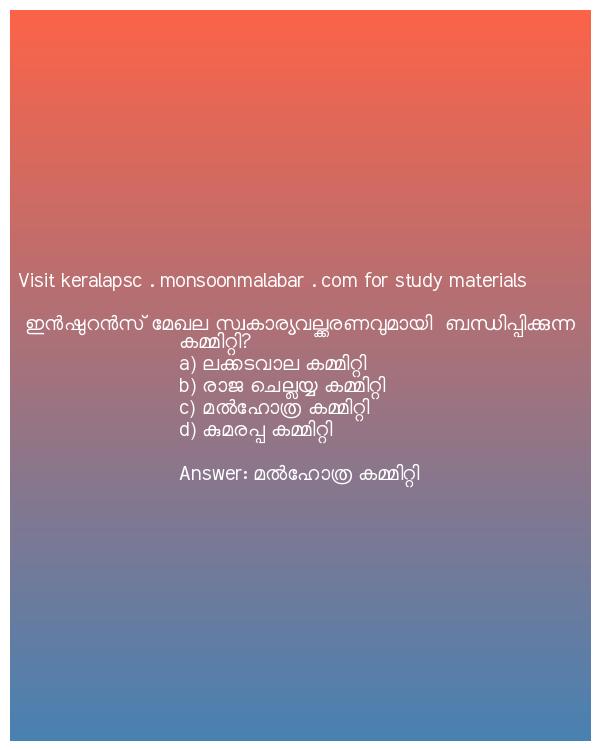 Visit keralapsc . monsoonmalabar . com for study materials
ഇൻഷുറൻസ് മേഖല സ്വകാര്യവല്ക്കരണവുമായി ബന്ധിപ്പിക്കുന്ന
കമ്മിറ്റി?
a) ലക്കടവാല കമ്മിറ്റി
b) രാജ ചെല്ലയ്യ കമ്മിറ്റി
c) മൽഹോത്ര കമ്മിറ്റി
d) കുമരപ്പ കമ്മിറ്റി
Answer: മൽഹോത്ര കമ്മിറ്റി